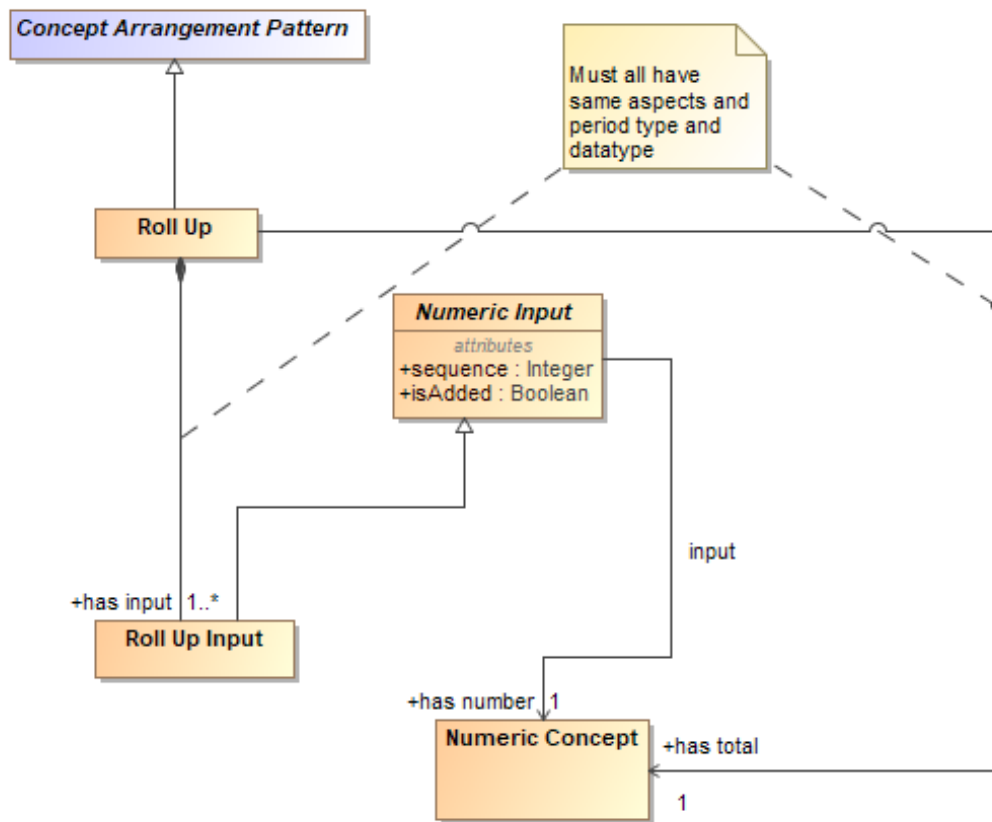 Concept Arrangement Pattern
Must all have
same aspects and
period type and
datatype
Roll Up
Numeric Input
attributes
+sequence : Integer
+isAdded : Boolean
input
+has input 1..*
Roll Up Input
+has number 1
Numeric Concept
+has total
1